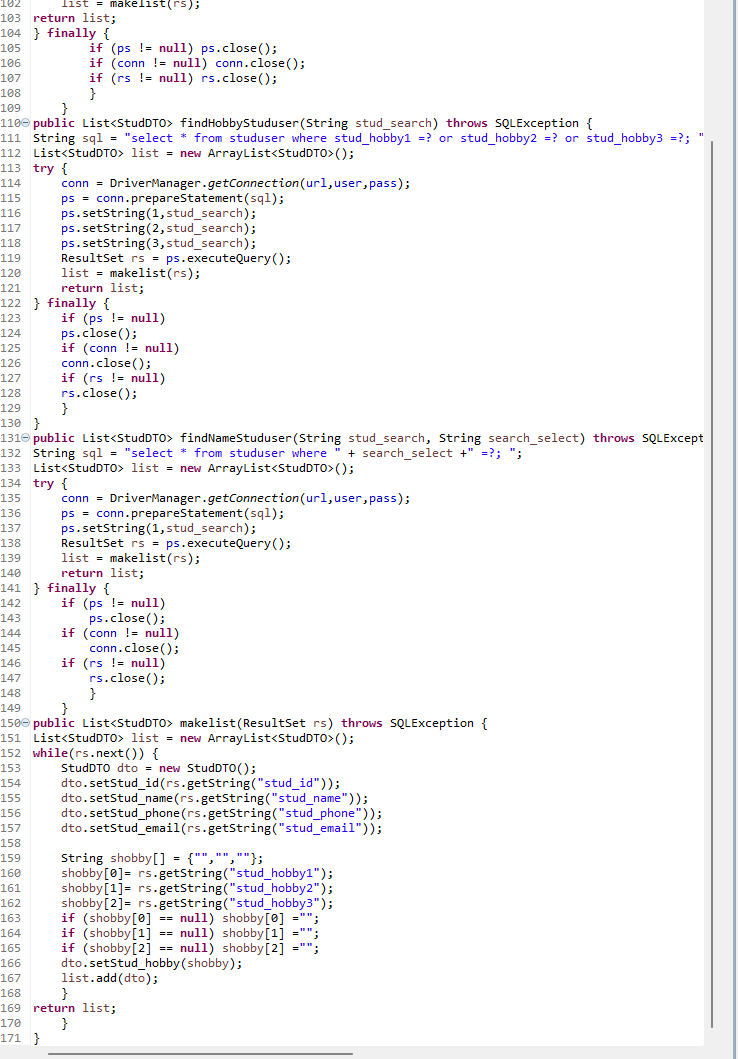 102 list = makelist(rs);
103 return list;
104 } finally {
105 if (ps != null) ps.close();
106 if (conn != null) conn.close();
107 if (rs != null) rs.close();
108 }
109 }
110 public List<StudDTO> findHobbyStuduser(String stud_search) throws SQLException {
111 String sql = "select * from studuser where stud_hobby1 =? or stud_hobby2 =? or stud_hobby3 =?; "
112 List<StudDTO> list = new ArrayList<StudDTO>();
113 try {
114 conn = DriverManager.getConnection(url,user,pass);
115 ps = conn.prepareStatement(sql);
116 ps.setString(1,stud_search);
117 ps.setString(2,stud_search);
118 ps.setString(3,stud_search);
119 ResultSet rs = ps.executeQuery();
120 list = makelist(rs);
121 return list;
122 } finally {
123 if (ps != null)
124 ps.close();
125 if (conn != null)
126 conn.close();
127 if (rs != null)
128 rs.close();
129 }
130 }
131 public List<StudDTO> findNameStuduser(String stud_search, String search_select) throws SQLExcept
132 String sql = "select * from studuser where " + search_select +" =?; ";
133 List<StudDTO> list = new ArrayList<StudDTO>();
134 try {
135 conn = DriverManager.getConnection(url,user,pass);
136 ps = conn.prepareStatement(sql);
137 ps.setString(1,stud_search);
138 ResultSet rs = ps.executeQuery();
139 list = makelist(rs);
140 return list;
141 } finally {
142 if (ps != null)
143 ps.close();
144 if (conn != null)
145 conn.close();
146 if (rs != null)
147 rs.close();
148 }
149 }
150 public List<StudDTO> makelist(ResultSet rs) throws SQLException {
151 List<StudDTO> list = new ArrayList<StudDTO>();
152 while(rs.next()) {
153 StudDTO dto = new StudDTO();
154 dto.setStud_id(rs.getString("stud_id"));
155 dto.setStud_name(rs.getString("stud_name"));
156 dto.setStud_phone(rs.getString("stud_phone"));
157 dto.setStud_email(rs.getString("stud_email"));
158
159 String shobby[] = {"","",""};
160 shobby[0]= rs.getString("stud_hobby1");
161 shobby[1]= rs.getString("stud_hobby2");
162 shobby[2]= rs.getString("stud_hobby3");
163 if (shobby[0] == null) shobby[0] ="";
164 if (shobby[1] == null) shobby[1] ="";
165 if (shobby[2] == null) shobby[2] ="";
166 dto.setStud_hobby(shobby);
167 list.add(dto);
168 }
169 return list;
170 }
171 }